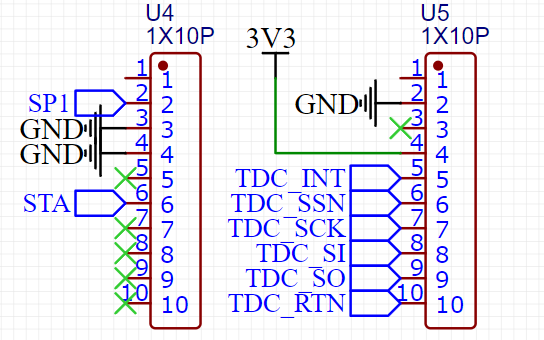 U4
1X10P
1 1
SP1 2 2
GND 3 3
GND 4 4
5 5
STA 6 6
7 7
8 8
9 9
10 10
3V3
U5
1X10P
1 1
GND 2 2
3 3
4 4
TDC_INT 5 5
TDC_SSN 6 6
TDC_SCK 7 7
TDC_SI 8 8
TDC_SO 9 9
TDC_RTN 10 10